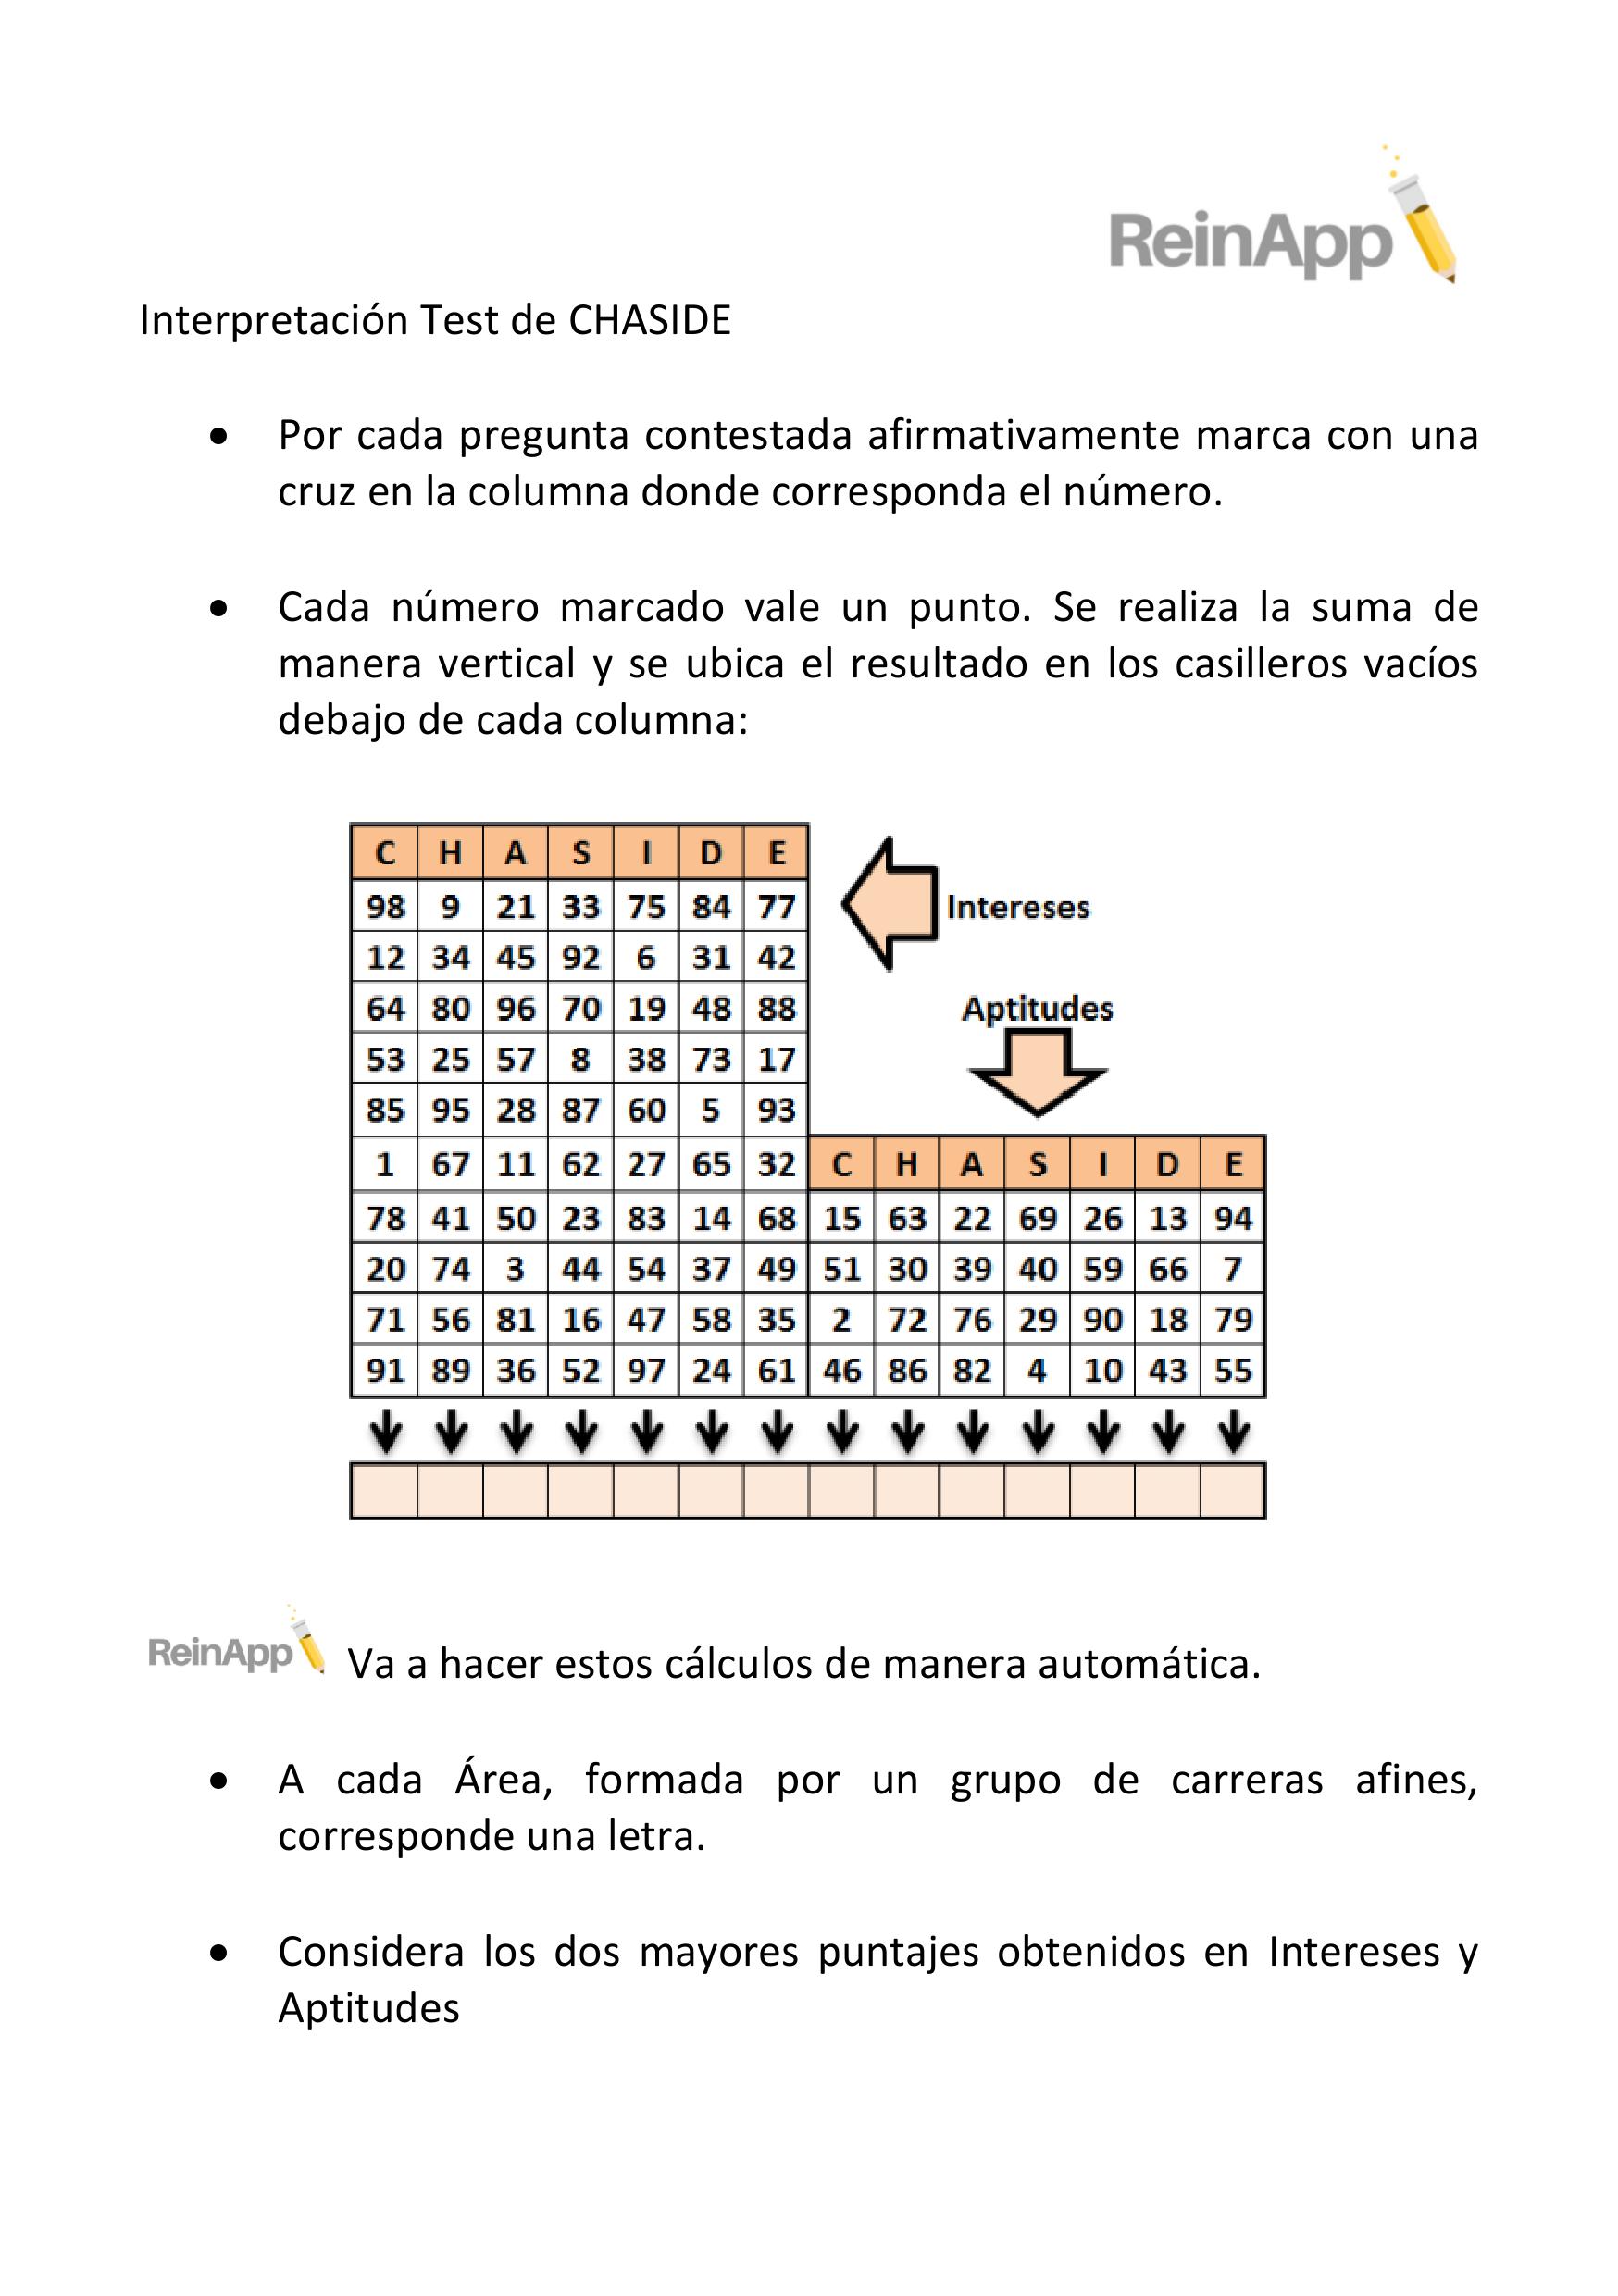 ReinApp
Interpretación Test de CHASIDE
• Por cada pregunta contestada afirmativamente marca con una
cruz en la columna donde corresponda el número.
• Cada número marcado vale un punto. Se realiza la suma de
manera vertical y se ubica el resultado en los casilleros vacíos
debajo de cada columna:
C H A S I D E
98 9 21 33 75 84 77
Intereses
12 34 45 92 6 31 42
64 80 96 70 19 48 88
Aptitudes
53 25 57 8 38 73 17
85 95 28 87 60 5 93
1 67 11 62 27 65 32 C H A S I D E
78 41 50 23 83 14 68 15 63 22 69 26 13 94
20 74 3 44 54 37 49 51 30 39 40 59 66 7
71 56 81 16 47 58 35 2 72 76 29 90 18 79
91 89 36 52 97 24 61 46 86 82 4 10 43 55
ReinApp Va a hacer estos cálculos de manera automática.
• A cada Área, formada por un grupo de carreras afines,
corresponde una letra.
• Considera los dos mayores puntajes obtenidos en Intereses y
Aptitudes